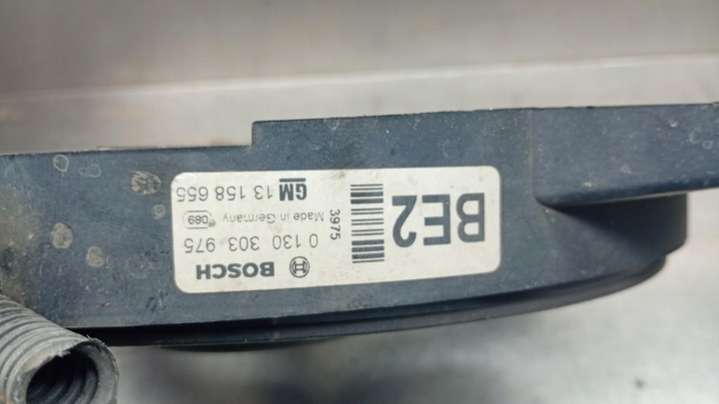 BOSCH
0 130 303 975
Made in Germany 089
GM 13 158 655
3975
BE2